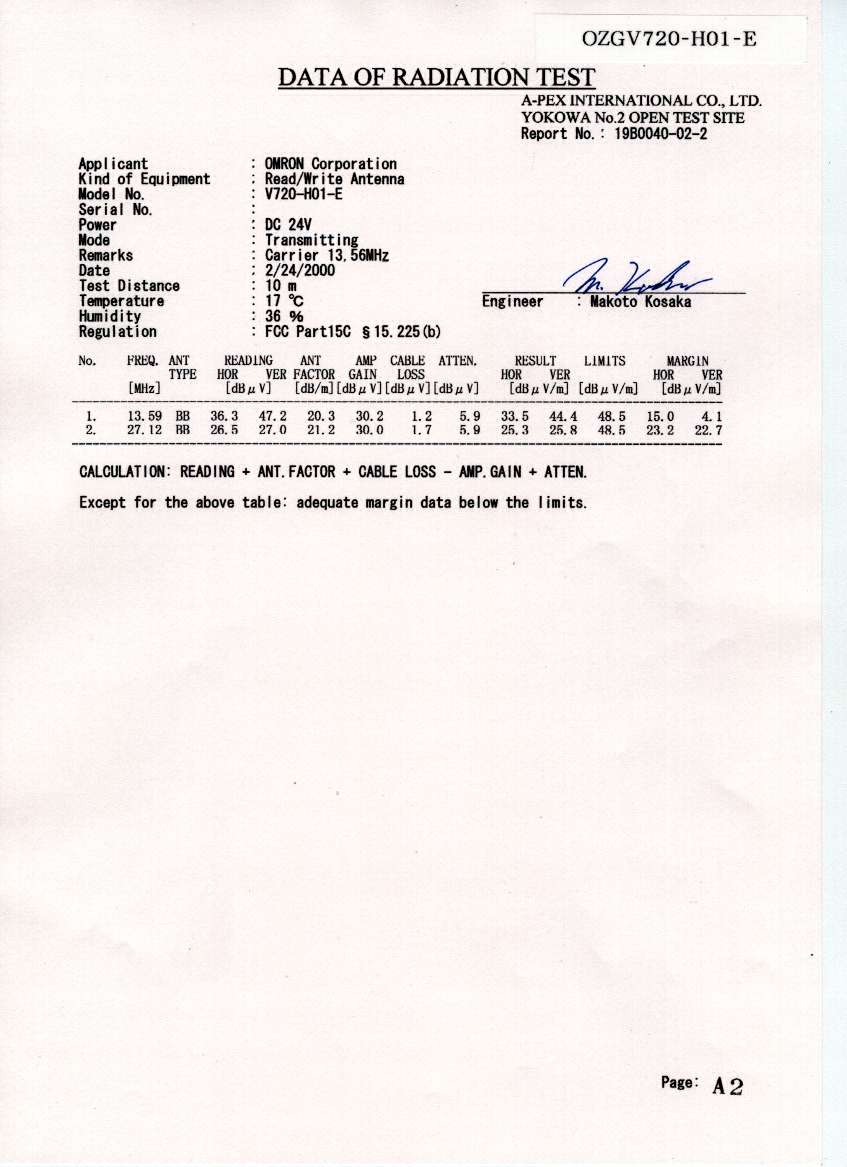 OZGV720-H01-E
DATA OF RADIATION TEST
A-PEX INTERNATIONAL CO., LTD.
YOKOWA No.2 OPEN TEST SITE
Report No. : 19B0040-02-2
Applicant : OMRON Corporation
Kind of Equipment : Read/Write Antenna
Model No. : V720-H01-E
Serial No. :
Power : DC 24V
Mode : Transmitting
Remarks : Carrier 13.56MHz
Date : 2/24/2000
Test Distance : 10 m
Temperature : 17 ℃
Engineer : Makoto Kosaka
Humidity : 36 %
Regulation : FCC Part15C §15.225(b)
No. FREQ. ANT READING ANT AMP CABLE ATTEN. RESULT LIMITS MARGIN
TYPE HOR VER FACTOR GAIN LOSS HOR VER HOR VER
[MHz] [dBμV] [dB/m] [dBμV] [dBμV] [dBμV] [dBμV/m] [dBμV/m] [dBμV/m]
1. 13.59 BB 36.3 47.2 20.3 30.2 1.2 5.9 33.5 44.4 48.5 15.0 4.1
2. 27.12 BB 26.5 27.0 21.2 30.0 1.7 5.9 25.3 25.8 48.5 23.2 22.7
CALCULATION: READING + ANT.FACTOR + CABLE LOSS - AMP.GAIN + ATTEN.
Except for the above table: adequate margin data below the limits.
Page: A2